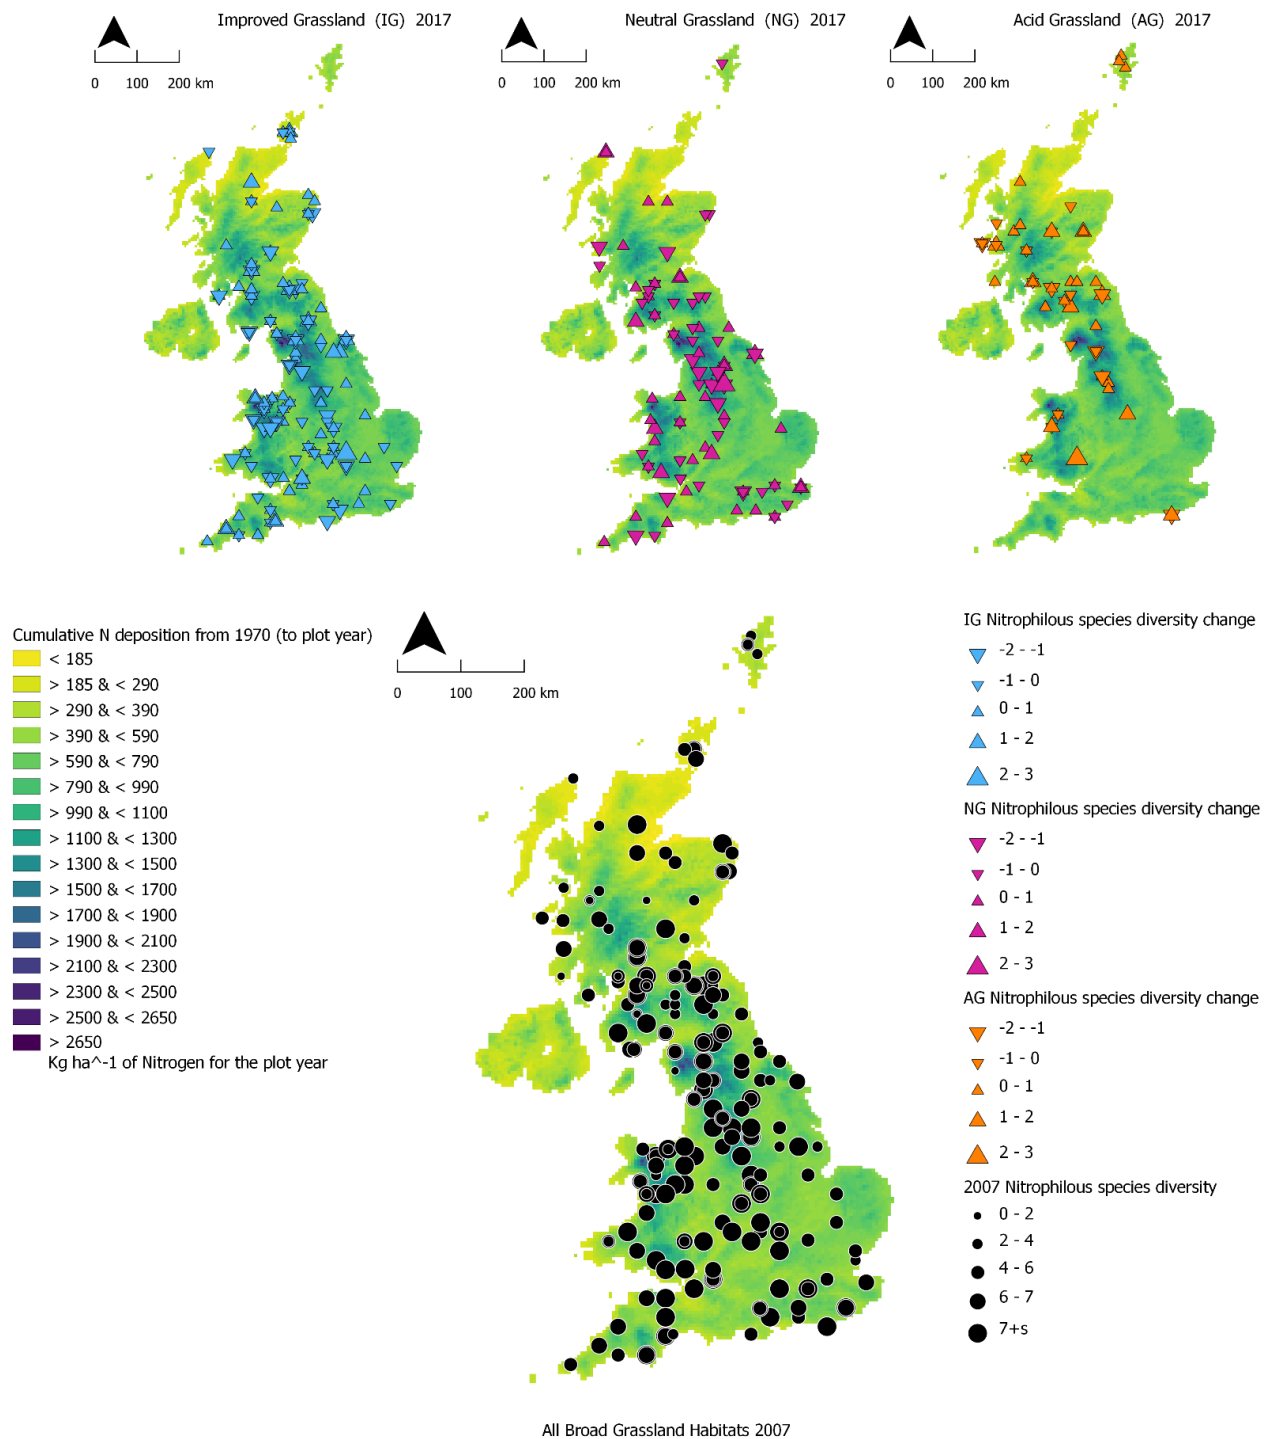 Improved Grassland (IG) 2017
0 100 200 km
Neutral Grassland (NG) 2017
0 100 200 km
Acid Grassland (AG) 2017
0 100 200 km
Cumulative N deposition from 1970 (to plot year)
< 185
> 185 & < 290
> 290 & < 390
> 390 & < 590
> 590 & < 790
> 790 & < 990
> 990 & < 1100
> 1100 & < 1300
> 1300 & < 1500
> 1500 & < 1700
> 1700 & < 1900
> 1900 & < 2100
> 2100 & < 2300
> 2300 & < 2500
> 2500 & < 2650
> 2650
Kg ha^-1 of Nitrogen for the plot year
0 100 200 km
IG Nitrophilous species diversity change
-2 - -1
-1 - 0
0 - 1
1 - 2
2 - 3
NG Nitrophilous species diversity change
-2 - -1
-1 - 0
0 - 1
1 - 2
2 - 3
AG Nitrophilous species diversity change
-2 - -1
-1 - 0
0 - 1
1 - 2
2 - 3
2007 Nitrophilous species diversity
0 - 2
2 - 4
4 - 6
6 - 7
7+s
All Broad Grassland Habitats 2007